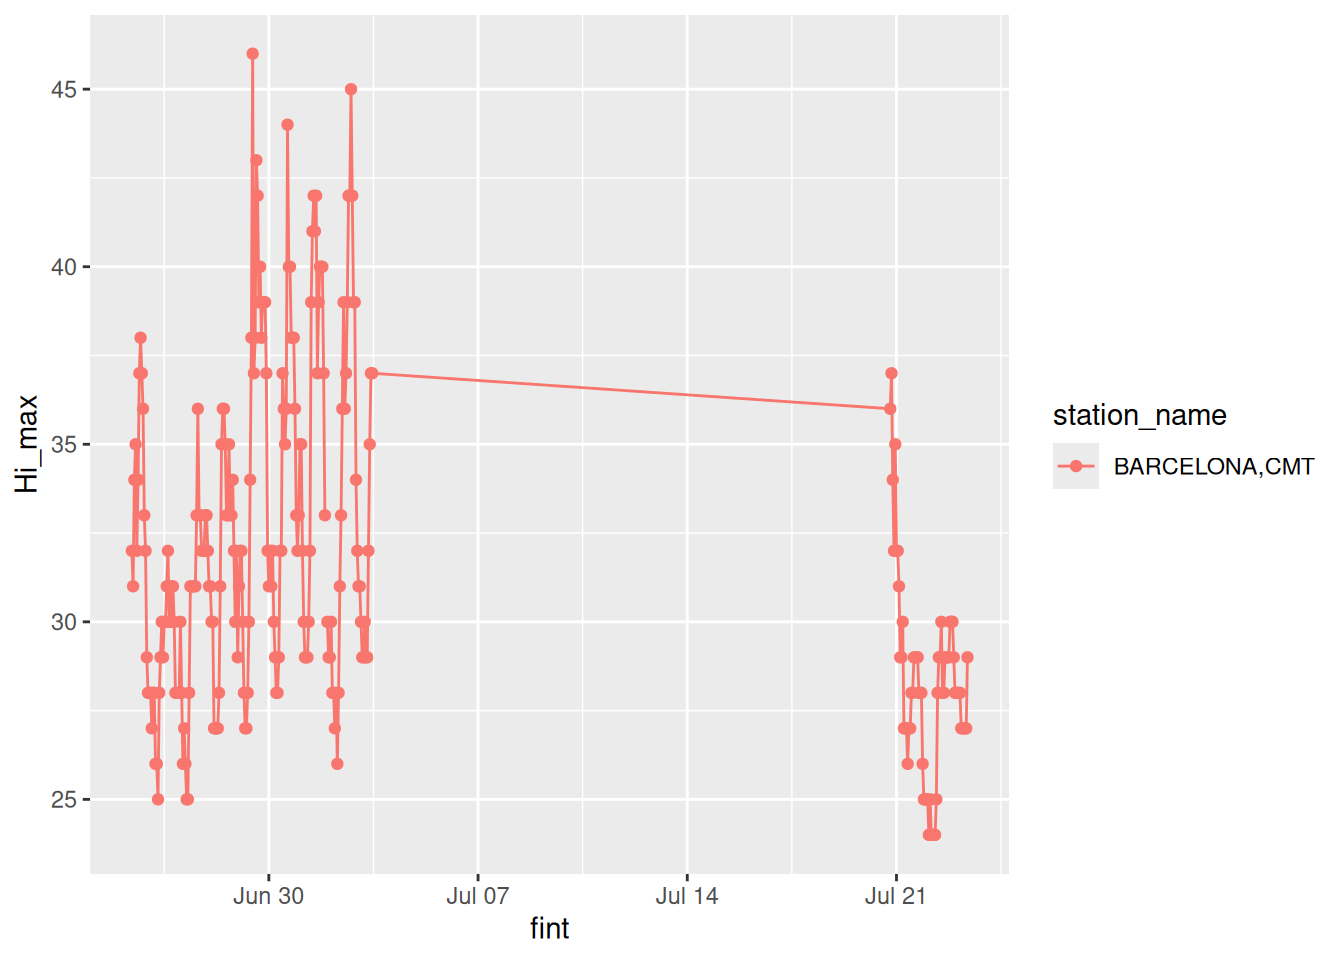 45
40
35
30
25
Hi_max
Jun 30
Jul 07
Jul 14
Jul 21
fint
station_name
BARCELONA,CMT